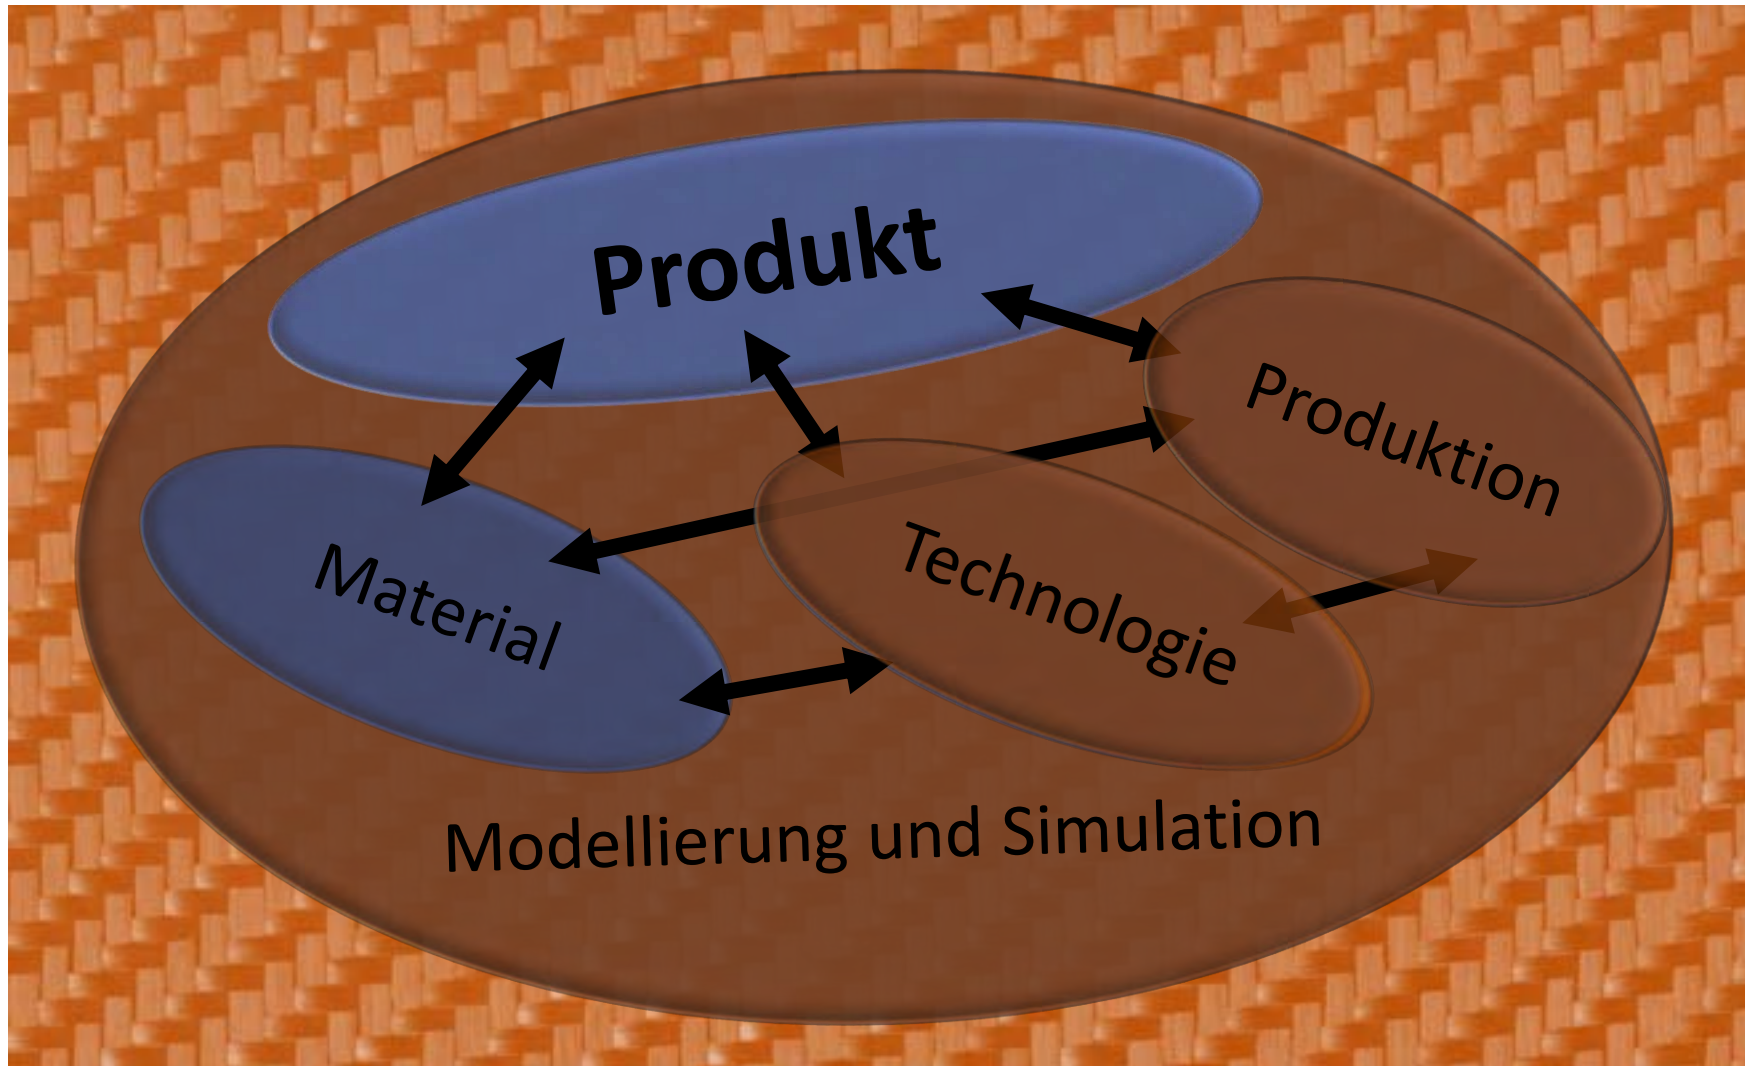 Produkt
Produktion
Material
Technologie
Modellierung und Simulation